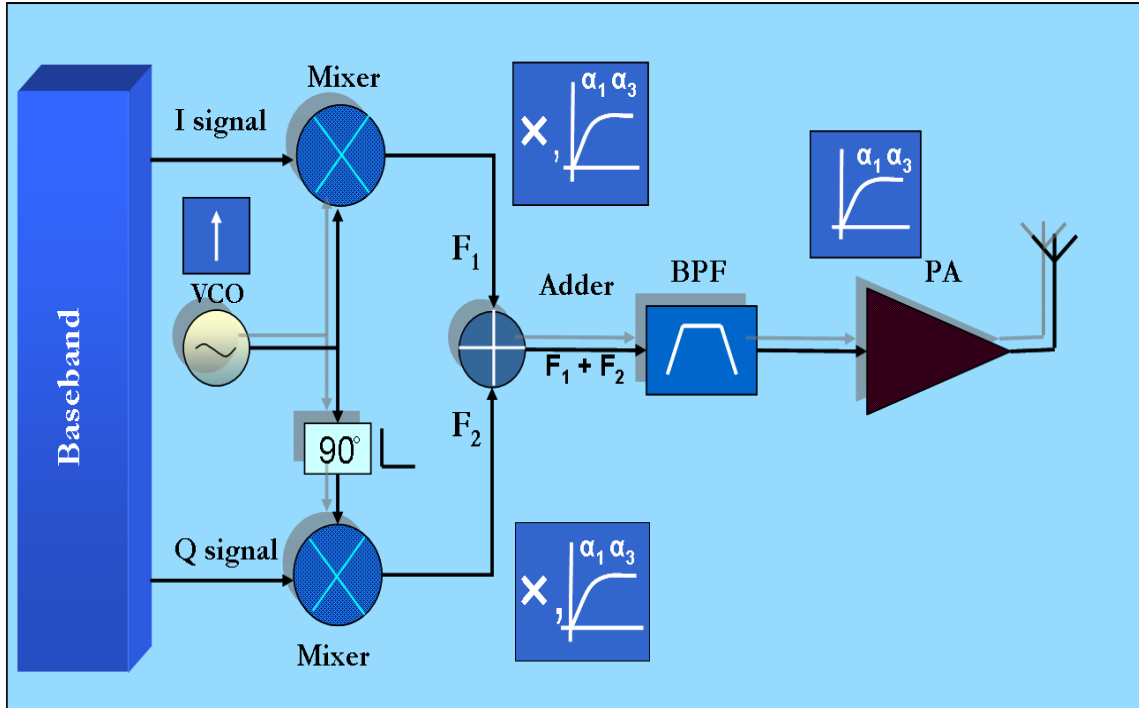 Mixer
α₁ α₃
×,
I signal
α₁ α₃
VCO
F₁
Adder
BPF
PA
F₁ + F₂
Baseband
F₂
90°
Q signal
α₁ α₃
×,
Mixer